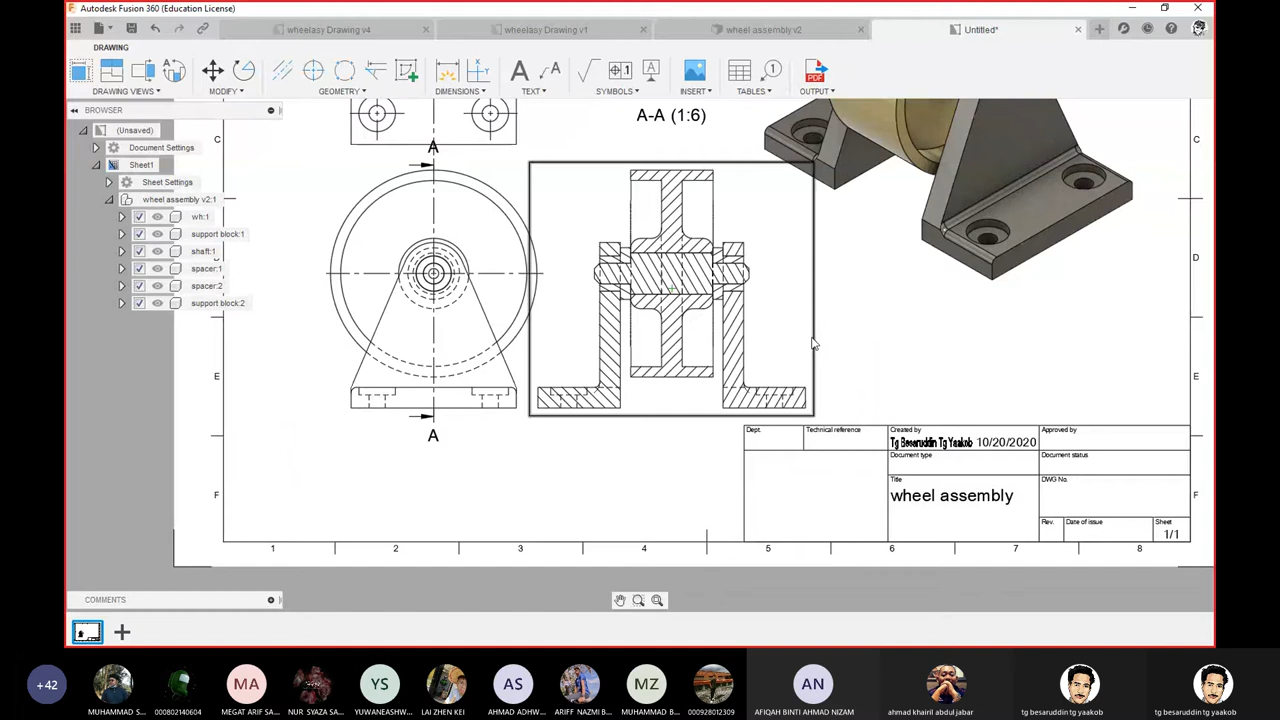 Autodesk Fusion 360 (Education License)
wheelasy Drawing v4
wheelasy Drawing v1
wheel assembly v2
Untitled*
DRAWING
DRAWING VIEWS
MODIFY
GEOMETRY
DIMENSIONS
TEXT
SYMBOLS
INSERT
TABLES
OUTPUT
BROWSER
(Unsaved)
Document Settings
Sheet1
Sheet Settings
wheel assembly v2:1
wh:1
support block:1
shaft:1
spacer:1
spacer:2
support block:2
C
E
F
A
A
A-A (1:6)
C
D
E
F
Dept.
Technical reference
Created by
Tg Besaruddin Tg Yaakob 10/20/2020
Approved by
Document type
Document status
Title
wheel assembly
DWG No.
Rev.
Date of issue
Sheet
1/1
1 2 3 4 5 6 7 8
COMMENTS
+42
MUHAMMAD S...
000802140604
MA
MEGAT ARIF SA...
NUR SYAZA SA...
YS
YUWANEASHW...
LAI ZHEN KEI
AS
AHMAD ADHW...
ARIFF NAZMI B...
MZ
MUHAMMAD B...
000928012309
AN
AFIQAH BINTI AHMAD NIZAM
ahmad khairil abdul jabar
tg besaruddin tg yaakob
tg besaruddin tg yaakob